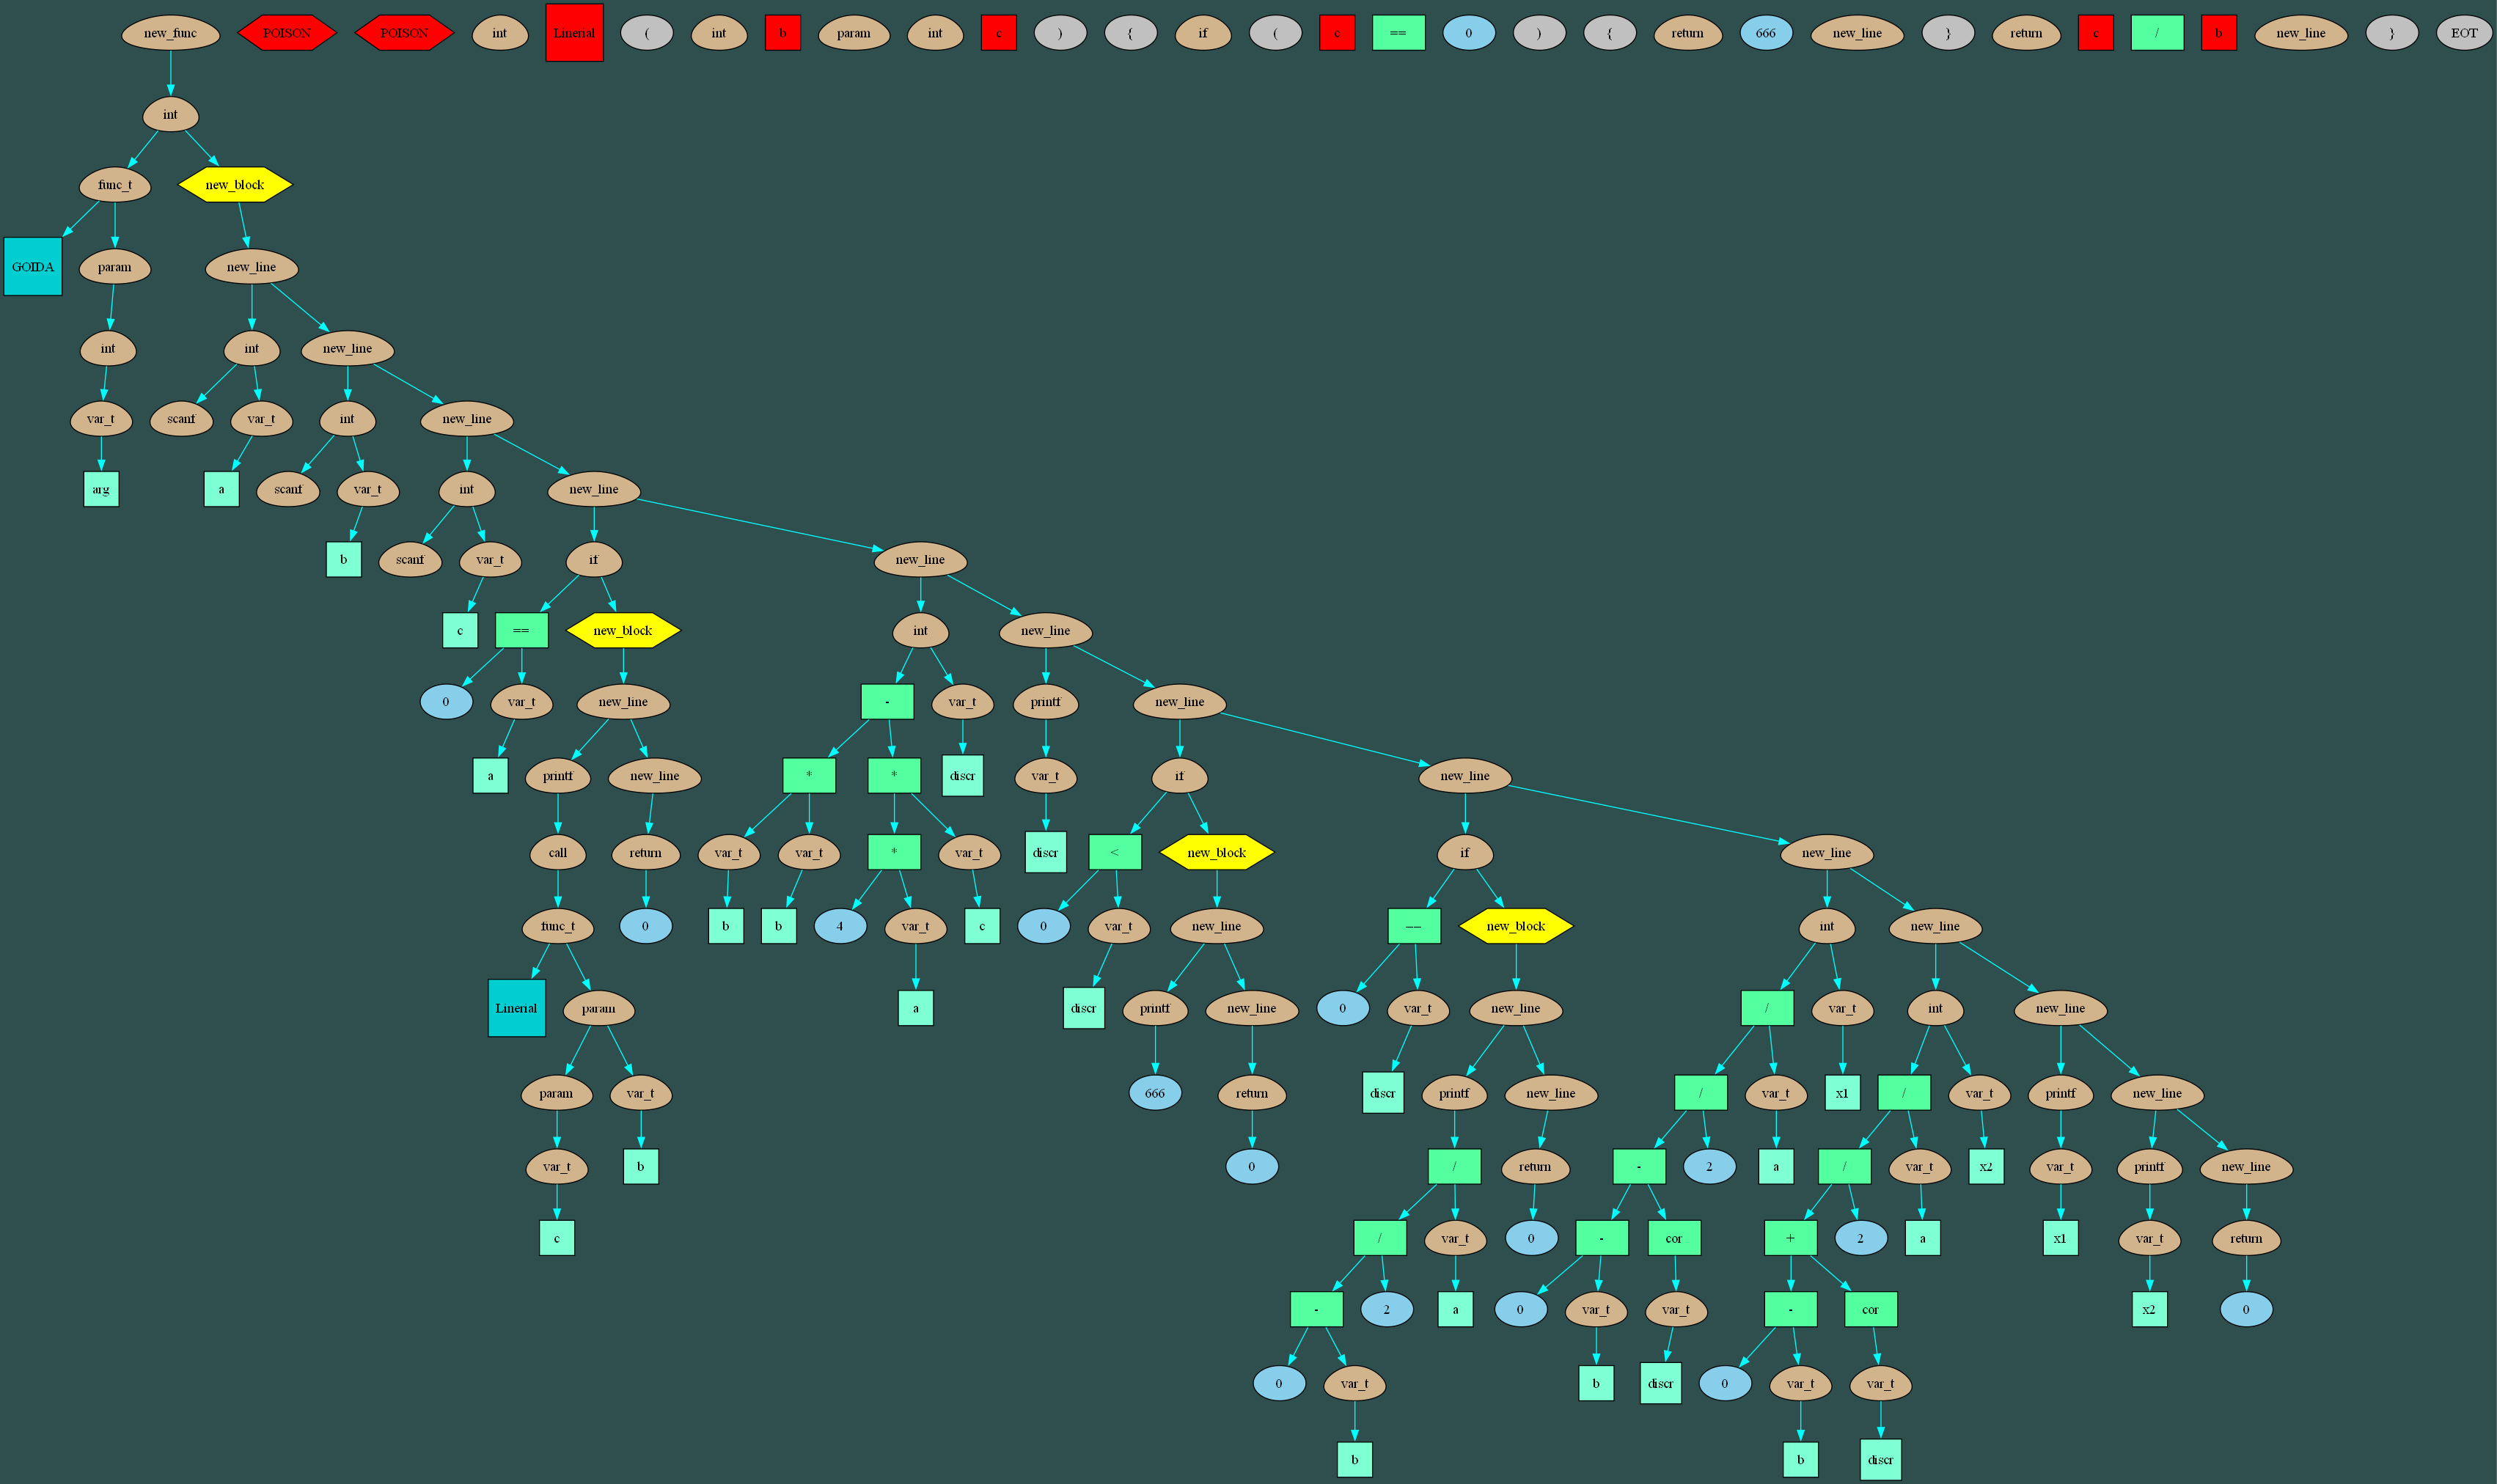 new_func POISON POISON int Linerial ( int b param int c ) { if ( c == 0 ) { return 666 new_line } return c / b new_line } EOT
int
func_t new_block
GOIDA param new_line
int int new_line
var_t scanf var_t int new_line
arg a scanf var_t int new_line
b scanf var_t if new_line
c == new_block int new_line
0 var_t new_line - var_t printf new_line
a printf new_line * * discr var_t if new_line
call return var_t var_t * var_t discr < new_block if new_line
func_t 0 b b 4 var_t c 0 var_t new_line == new_block int new_line
Linerial param a discr printf new_line 0 var_t new_line / var_t int new_line
param var_t 666 return discr printf new_line / var_t x1 / var_t printf new_line
var_t b 0 / return - 2 a / var_t x2 var_t printf new_line
c / var_t 0 - cor + 2 a x1 var_t return
- 2 a 0 var_t var_t - cor x2 0
0 var_t b discr 0 var_t var_t
b b discr